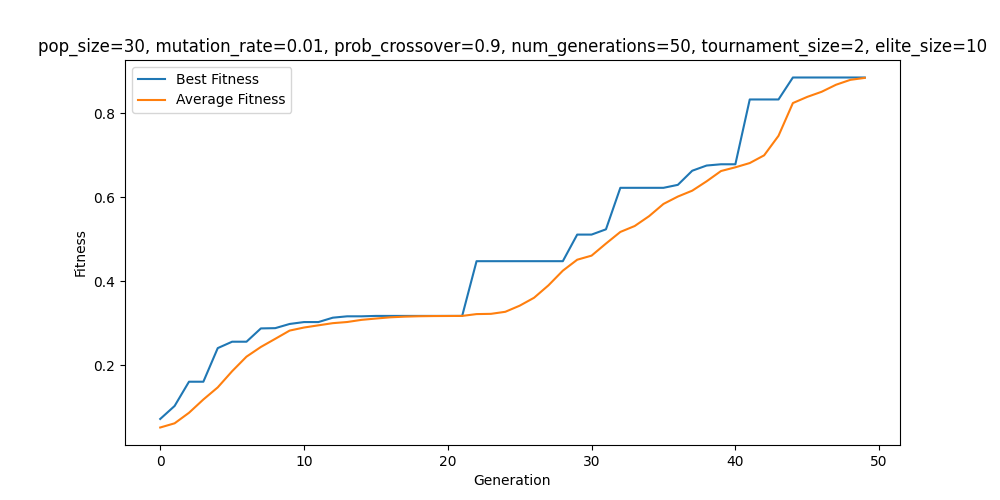 pop_size=30, mutation_rate=0.01, prob_crossover=0.9, num_generations=50, tournament_size=2, elite_size=10
Best Fitness
Average Fitness
0.8
0.6
0.4
0.2
Fitness
0 10 20 30 40 50
Generation